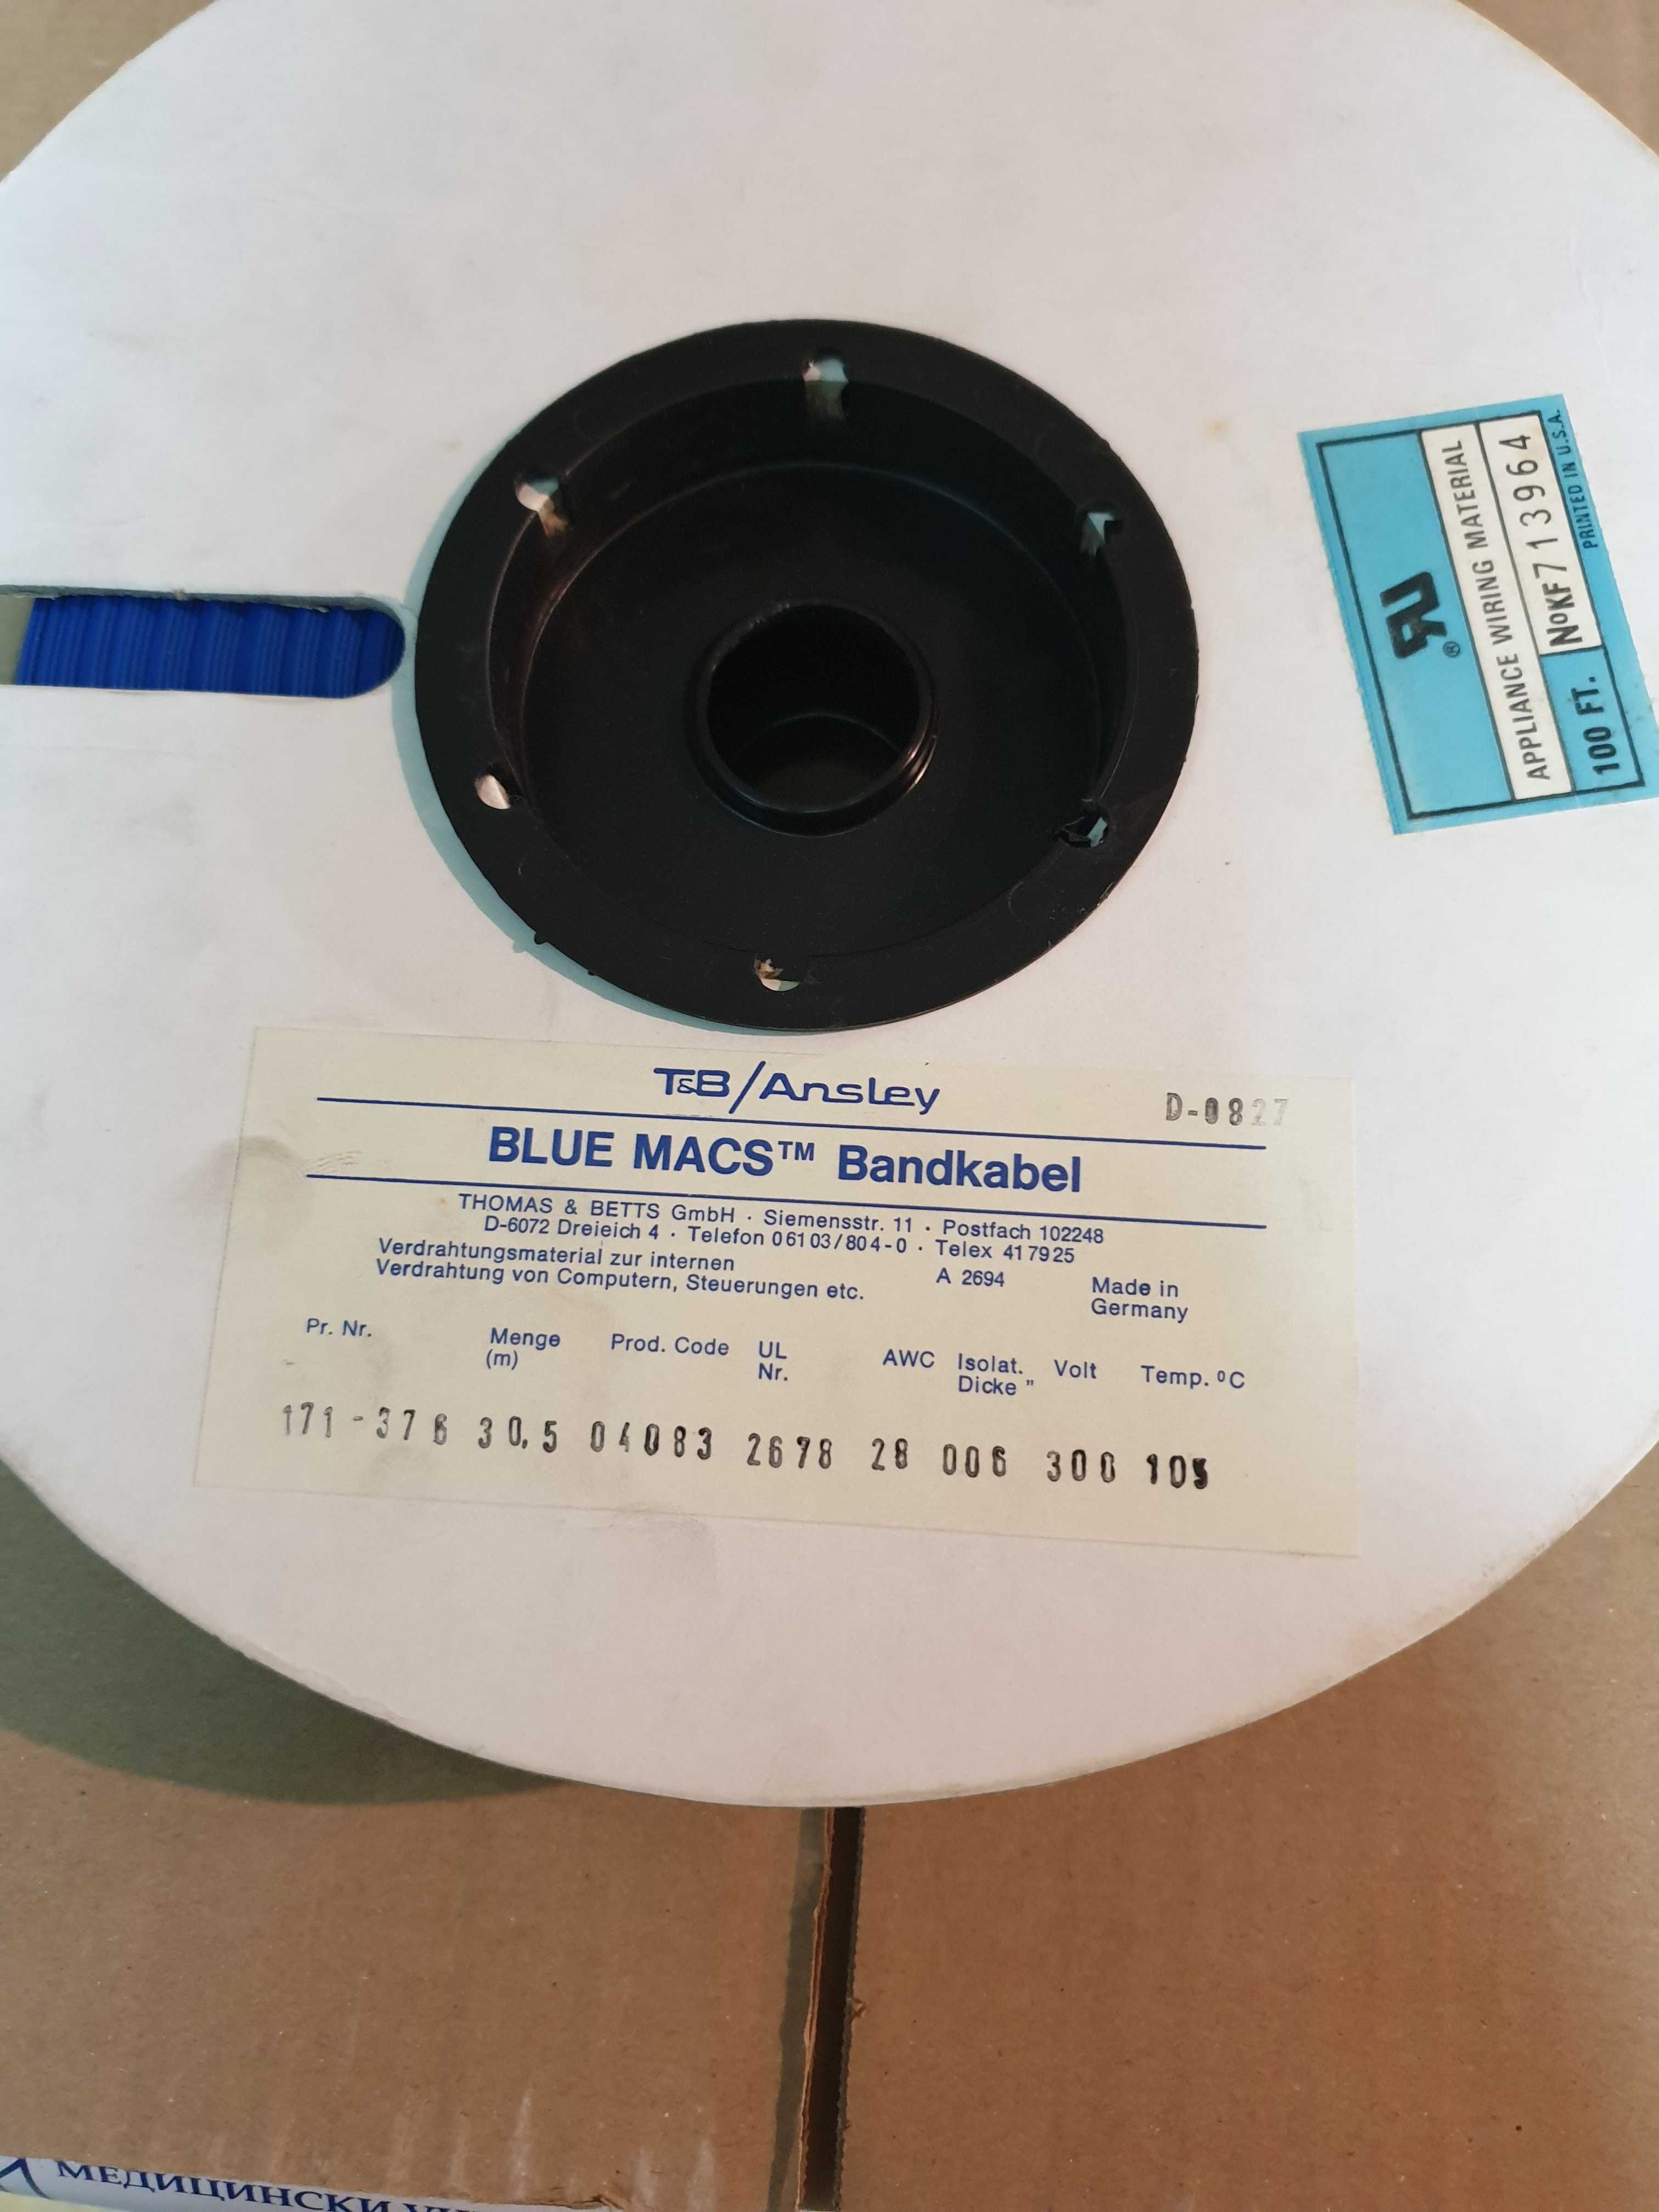 T&B/Ansley
D-0827
BLUE MACS™ Bandkabel
THOMAS & BETTS GmbH · Siemensstr. 11 · Postfach 102248
D-6072 Dreieich 4 · Telefon 06103/804-0 · Telex 417925
Verdrahtungsmaterial zur internen
Verdrahtung von Computern, Steuerungen etc.
A 2694
Made in
Germany
Pr. Nr.
Menge
(m)
Prod. Code
UL
Nr.
AWC
Isolat.
Dicke "
Volt
Temp. ºC
171-376 30.5 04083 2678 28 006 300 105
®
APPLIANCE WIRING MATERIAL
100 FT. NºKF713964
PRINTED IN U.S.A.
МЕДИЦИНСКИ